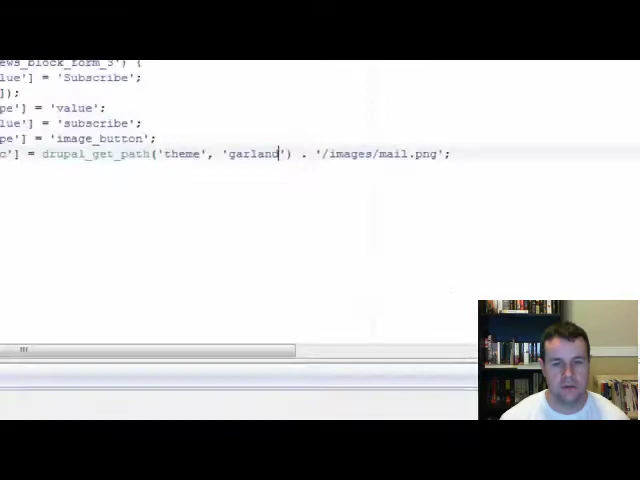 ews_block_form_3') {
lue'] = 'Subscribe';
]);
pe'] = 'value';
lue'] = 'subscribe';
pe'] = 'image_button';
c'] = drupal_get_path('theme', 'garland') . '/images/mail.png';